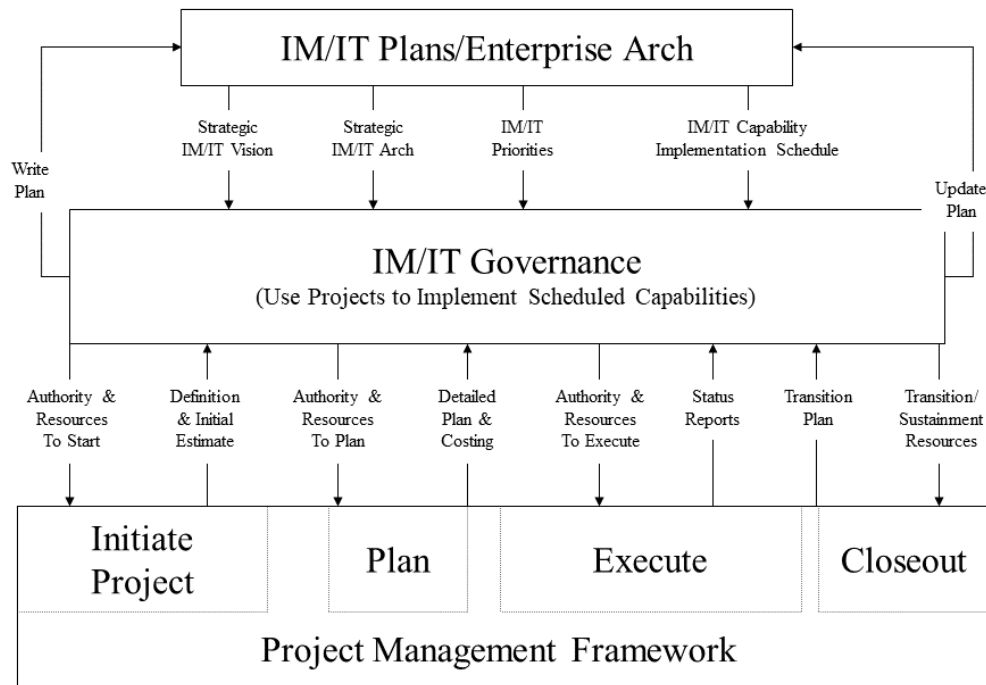 IM/IT Plans/Enterprise Arch
Strategic
IM/IT Vision
Strategic
IM/IT Arch
IM/IT
Priorities
IM/IT Capability
Implementation Schedule
Write
Plan
Update
Plan
IM/IT Governance
(Use Projects to Implement Scheduled Capabilities)
Authority &
Resources
To Start
Definition
& Initial
Estimate
Authority &
Resources
To Plan
Detailed
Plan &
Costing
Authority &
Resources
To Execute
Status
Reports
Transition
Plan
Transition/
Sustainment
Resources
Initiate
Project
Plan
Execute
Closeout
Project Management Framework